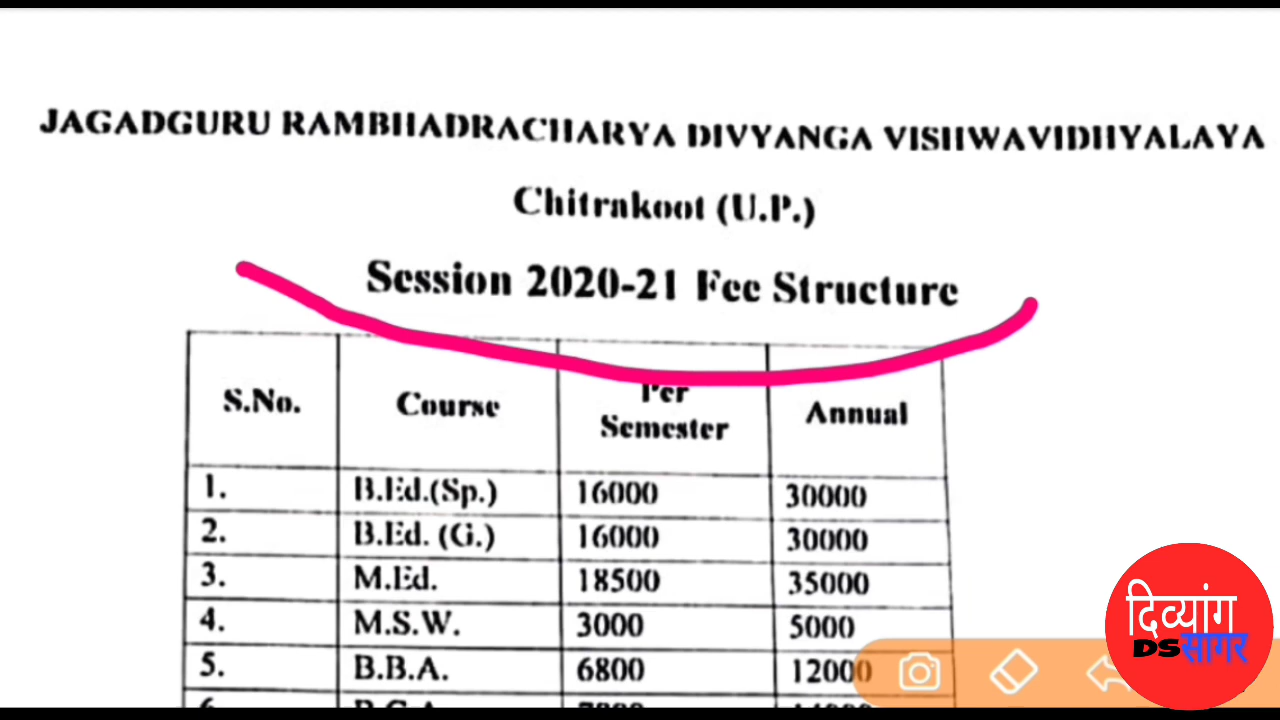 JAGADGURU RAMBHADRACHARYA DIVYANGA VISHWAVIDHYALAYA
Chitrakoot (U.P.)
Session 2020-21 Fee Structure
S.No. Course Per Semester Annual
1. B.Ed.(Sp.) 16000 30000
2. B.Ed. (G.) 16000 30000
3. M.Ed. 18500 35000
4. M.S.W. 3000 5000
5. B.B.A. 6800 12000
दिव्यांग
DSसागर